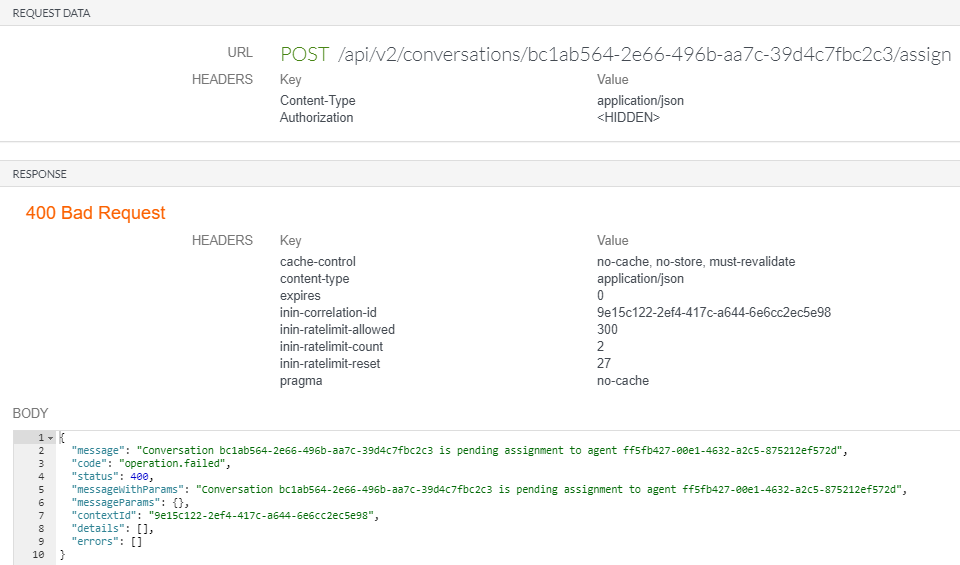 REQUEST DATA
URL POST /api/v2/conversations/bc1ab564-2e66-496b-aa7c-39d4c7fbc2c3/assign
HEADERS Key Value
Content-Type application/json
Authorization <HIDDEN>
RESPONSE
400 Bad Request
HEADERS Key Value
cache-control no-cache, no-store, must-revalidate
content-type application/json
expires 0
inin-correlation-id 9e15c122-2ef4-417c-a644-6e6cc2ec5e98
inin-ratelimit-allowed 300
inin-ratelimit-count 2
inin-ratelimit-reset 27
pragma no-cache
BODY
1 {
2 "message": "Conversation bc1ab564-2e66-496b-aa7c-39d4c7fbc2c3 is pending assignment to agent ff5fb427-00e1-4632-a2c5-875212ef572d",
3 "code": "operation.failed",
4 "status": 400,
5 "messageWithParams": "Conversation bc1ab564-2e66-496b-aa7c-39d4c7fbc2c3 is pending assignment to agent ff5fb427-00e1-4632-a2c5-875212ef572d",
6 "messageParams": {},
7 "contextId": "9e15c122-2ef4-417c-a644-6e6cc2ec5e98",
8 "details": [],
9 "errors": []
10 }